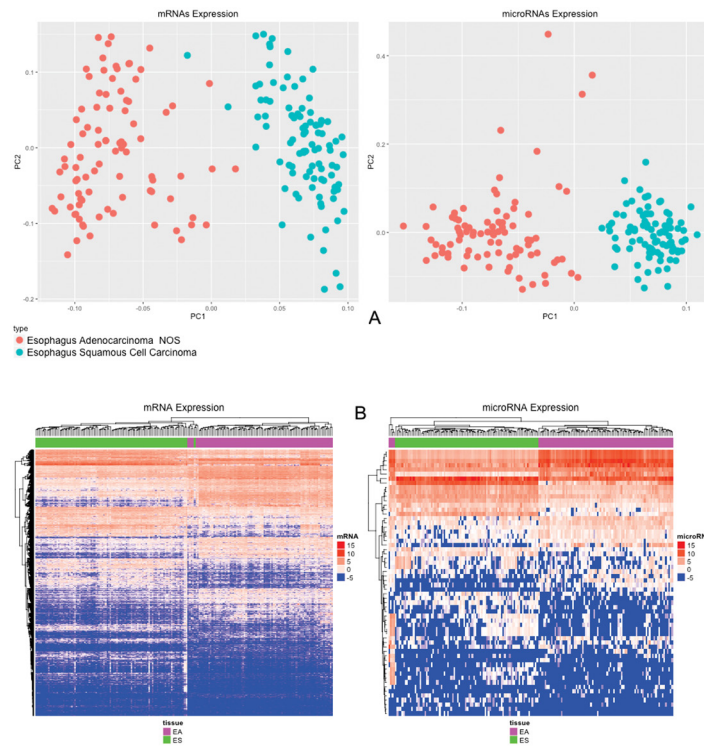 mRNAs Expression
microRNAs Expression
0.1
0.0
-0.1
-0.2
PC2
-0.10
-0.05
0.00
0.05
0.10
PC1
0.4
0.2
0.0
PC2
-0.1
0.0
0.1
PC1
A
type
Esophagus Adenocarcinoma NOS
Esophagus Squamous Cell Carcinoma
B
mRNA Expression
microRNA Expression
mRNA
15
10
5
0
-5
microRN
15
10
5
0
-5
tissue
EA
ES
tissue
EA
ES